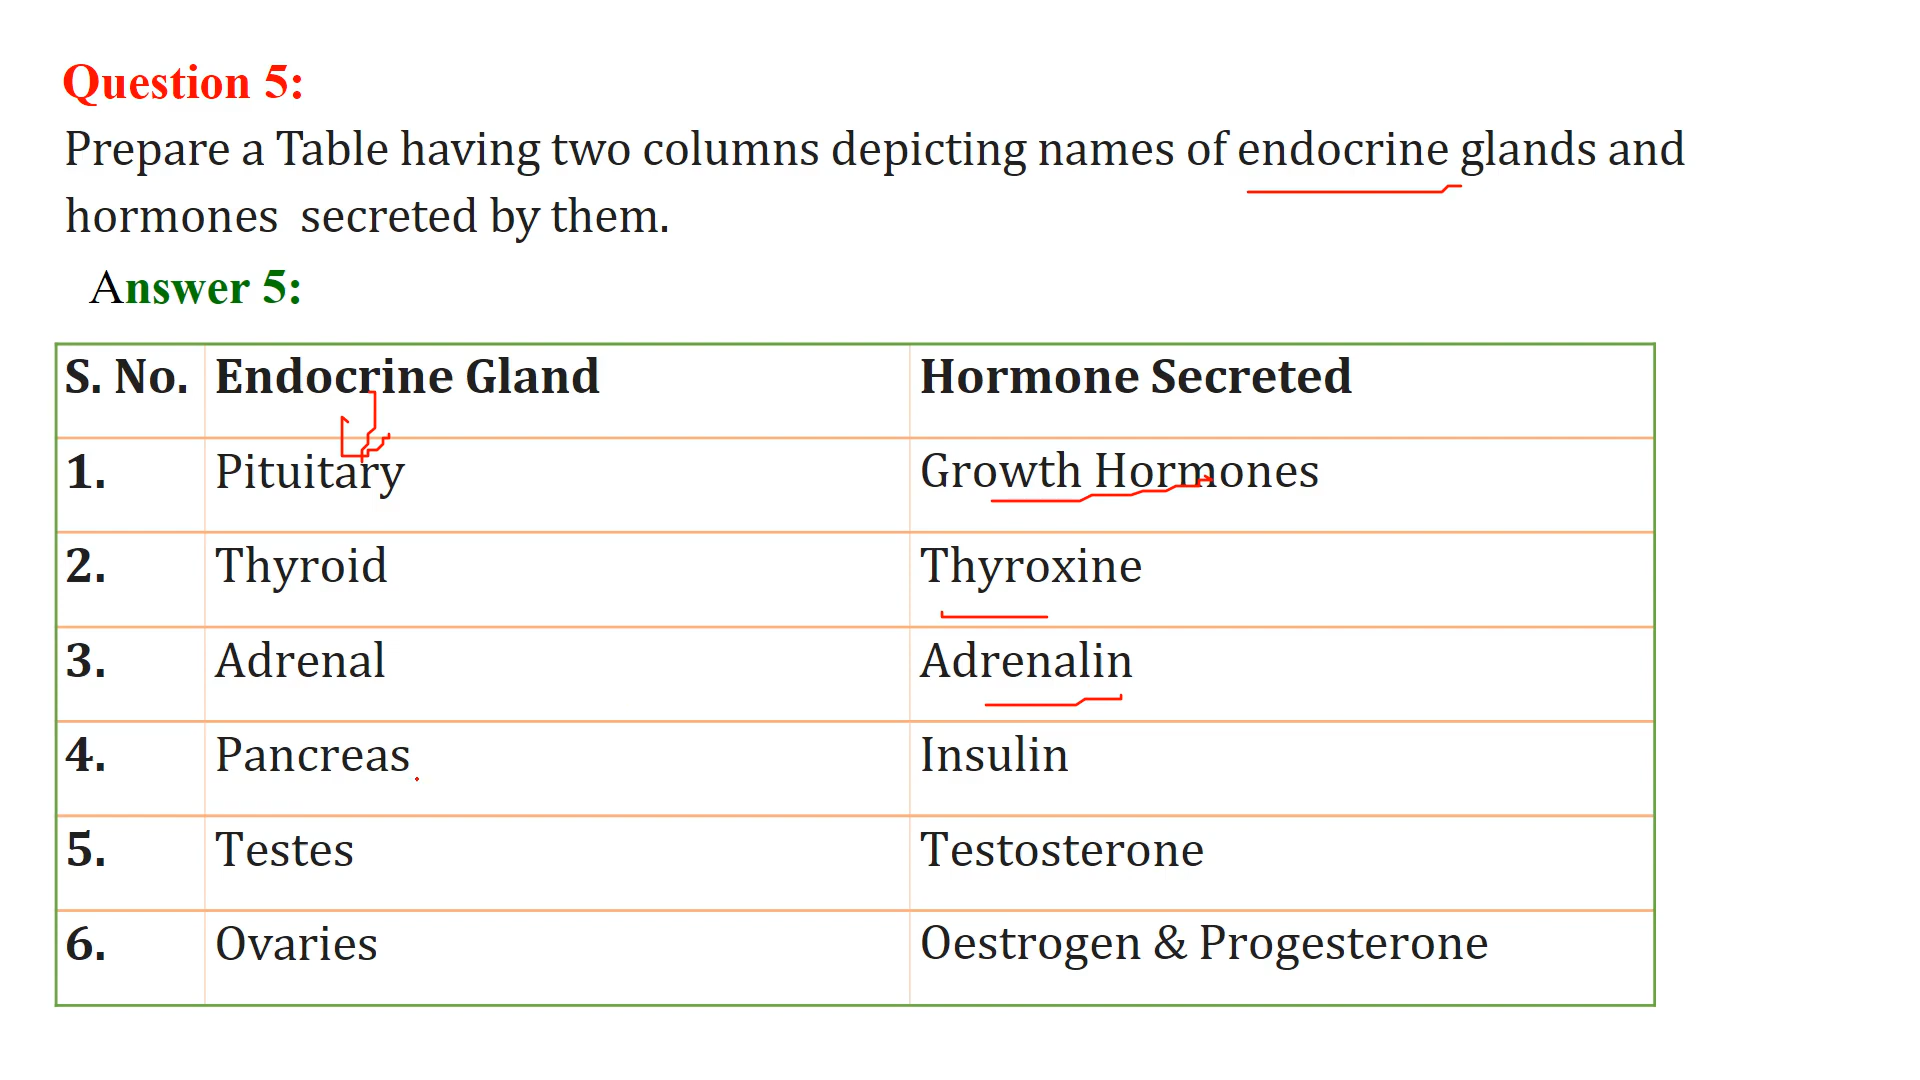 Question 5:
Prepare a Table having two columns depicting names of endocrine glands and
hormones secreted by them.
Answer 5:
S. No. Endocrine Gland Hormone Secreted
1. Pituitary Growth Hormones
2. Thyroid Thyroxine
3. Adrenal Adrenalin
4. Pancreas Insulin
5. Testes Testosterone
6. Ovaries Oestrogen & Progesterone